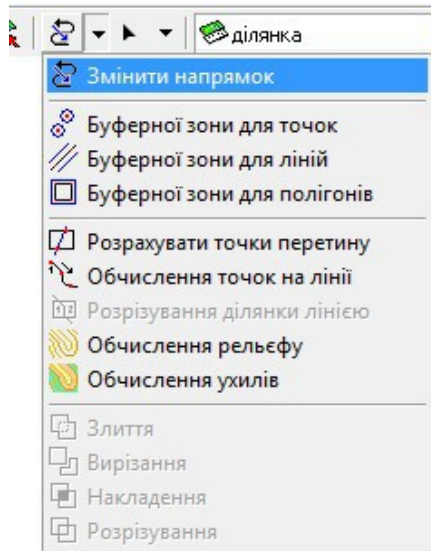 ділянка
Змінити напрямок
Буферної зони для точок
Буферної зони для ліній
Буферної зони для полігонів
Розрахувати точки перетину
Обчислення точок на лінії
Розрізування ділянки лінією
Обчислення рельєфу
Обчислення ухилів
Злиття
Вирізання
Накладення
Розрізування